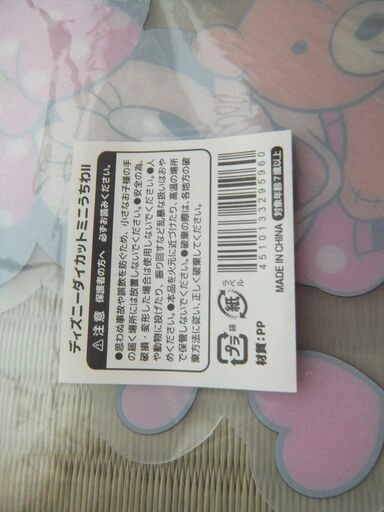 ディズニーダイカットミニうちわII
⚠注意 保護者の方へ 必ずお読みください。
●思わぬ事故や誤飲を防ぐため、小さなお子様の手
の届く場所には放置しないでください。●安全の為、
破損・変形した場合は使用しないでください。●人
や動物に投げたり、振り回すなど乱暴な扱いはおや
めください。●本品を火元に近づけたり、高温の場所
で保管しないでください。●破棄の際は、各地方の破
棄方法に従い、正しく破棄してください。
プラ
袋
紙
ラベル
材質:PP
4510133295960
MADE IN CHINA 対象年齢7歳以上